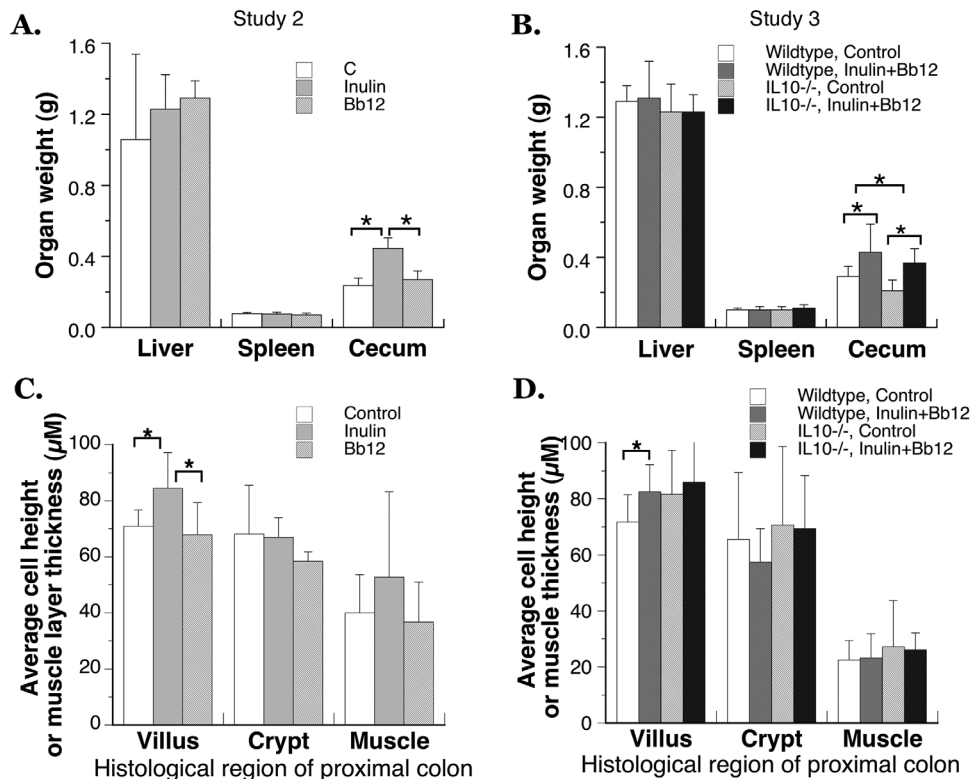 A.
Study 2
Organ weight (g)
1.6
1.2
0.8
0.4
0.0
C
Inulin
Bb12
*
*
Liver
Spleen
Cecum
B.
Study 3
Organ weight (g)
1.6
1.2
0.8
0.4
0.0
Wildtype, Control
Wildtype, Inulin+Bb12
IL10-/-, Control
IL10-/-, Inulin+Bb12
*
*
*
Liver
Spleen
Cecum
C.
Average cell height
or muscle layer thickness (µM)
100
80
60
40
20
0
Control
Inulin
Bb12
*
*
Villus
Crypt
Muscle
Histological region of proximal colon
D.
Average cell height
or muscle thickness (µM)
100
80
60
40
20
0
Wildtype, Control
Wildtype, Inulin+Bb12
IL10-/-, Control
IL10-/-, Inulin+Bb12
*
Villus
Crypt
Muscle
Histological region of proximal colon